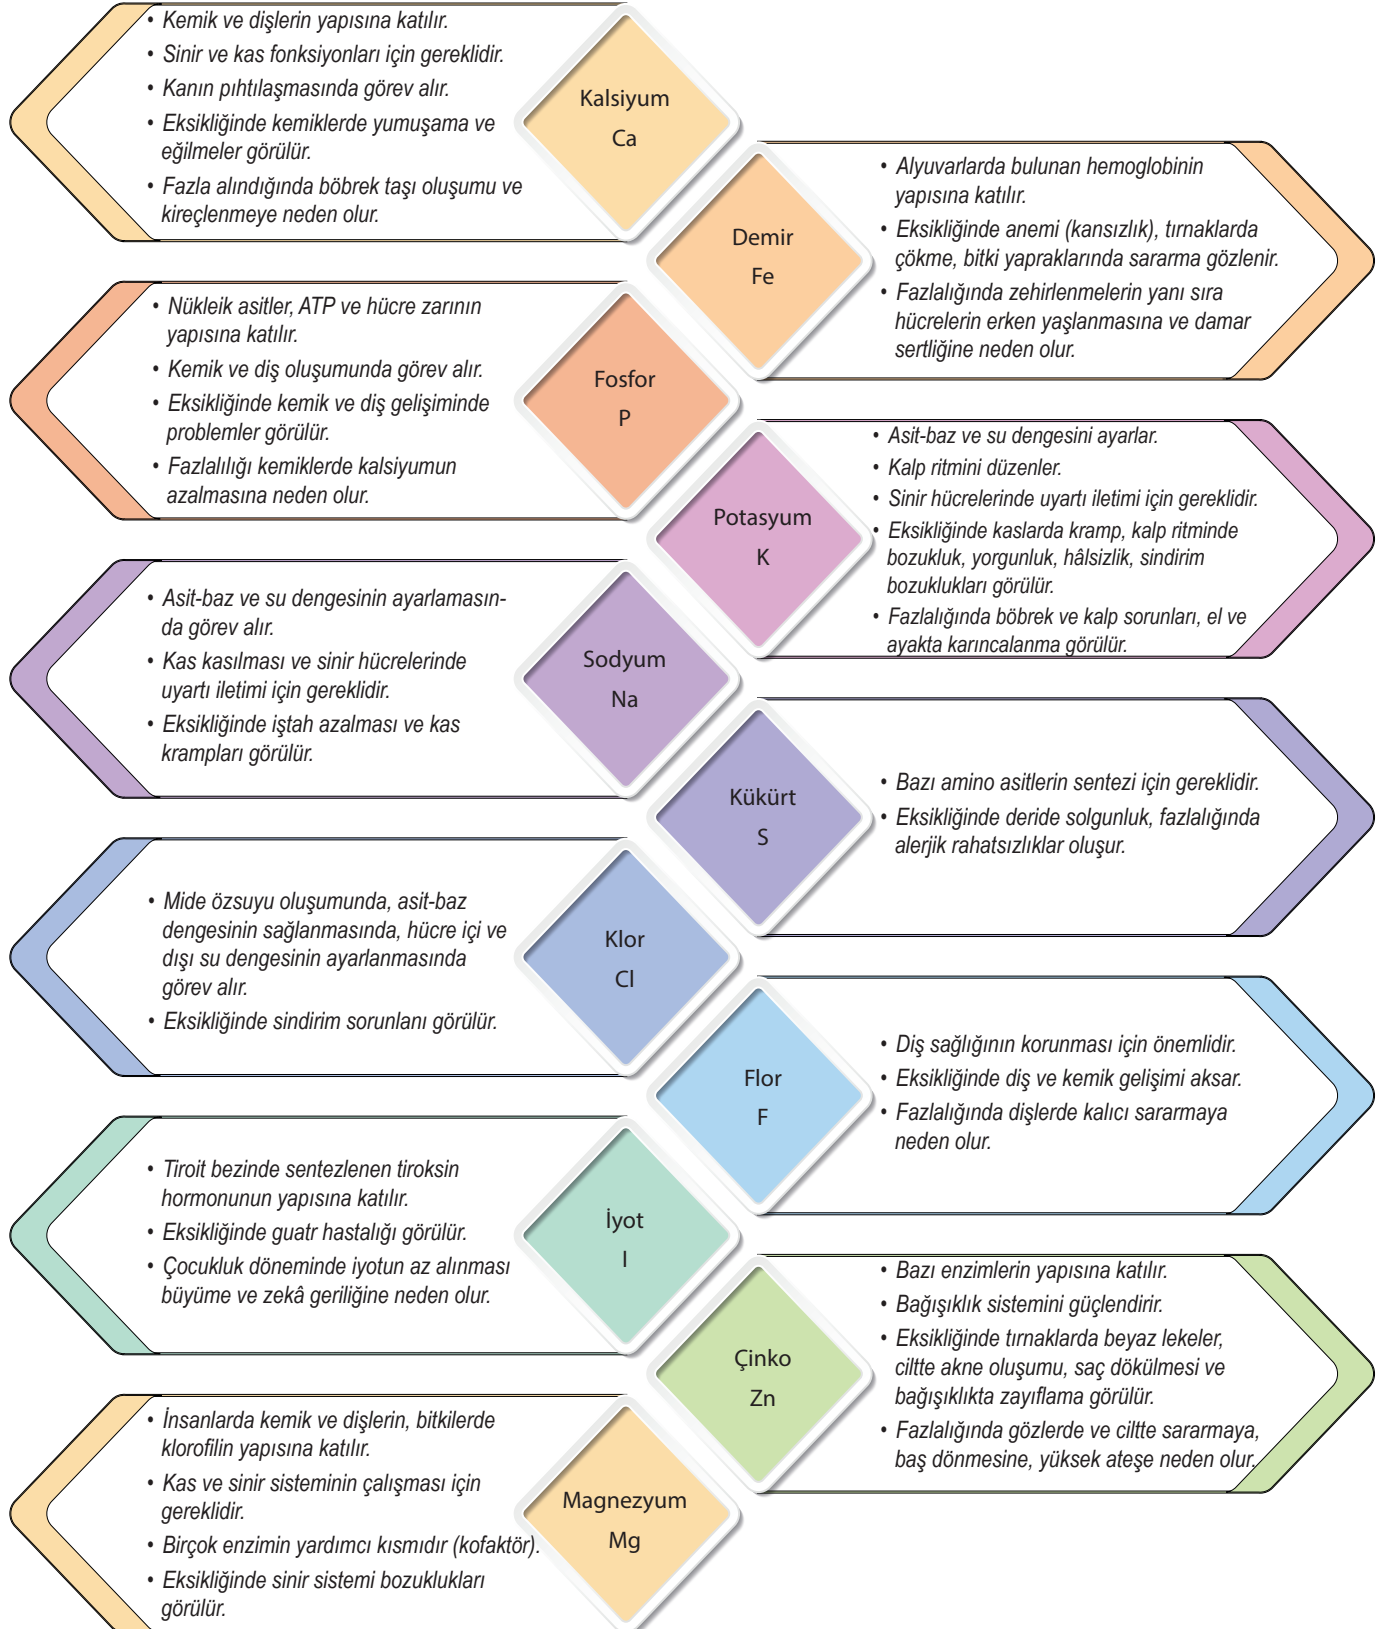 • Kemik ve dişlerin yapısına katılır.
• Sinir ve kas fonksiyonları için gereklidir.
• Kanın pıhtılaşmasında görev alır.
• Eksikliğinde kemiklerde yumuşama ve
eğilmeler görülür.
• Fazla alındığında böbrek taşı oluşumu ve
kireçlenmeye neden olur.
Kalsiyum
Ca
• Alyuvarlarda bulunan hemoglobinin
yapısına katılır.
• Eksikliğinde anemi (kansızlık), tırnaklarda
çökme, bitki yapraklarında sararma gözlenir.
• Fazlalığında zehirlenmelerin yanı sıra
hücrelerin erken yaşlanmasına ve damar
sertliğine neden olur.
Demir
Fe
• Nükleik asitler, ATP ve hücre zarının
yapısına katılır.
• Kemik ve diş oluşumunda görev alır.
• Eksikliğinde kemik ve diş gelişiminde
problemler görülür.
• Fazlalılığı kemiklerde kalsiyumun
azalmasına neden olur.
Fosfor
P
• Asit-baz ve su dengesini ayarlar.
• Kalp ritmini düzenler.
• Sinir hücrelerinde uyartı iletimi için gereklidir.
• Eksikliğinde kaslarda kramp, kalp ritminde
bozukluk, yorgunluk, hâlsizlik, sindirim
bozuklukları görülür.
• Fazlalığında böbrek ve kalp sorunları, el ve
ayakta karıncalanma görülür.
Potasyum
K
• Asit-baz ve su dengesinin ayarlamasın-
da görev alır.
• Kas kasılması ve sinir hücrelerinde
uyartı iletimi için gereklidir.
• Eksikliğinde iştah azalması ve kas
krampları görülür.
Sodyum
Na
• Bazı amino asitlerin sentezi için gereklidir.
• Eksikliğinde deride solgunluk, fazlalığında
alerjik rahatsızlıklar oluşur.
Kükürt
S
• Mide özsuyu oluşumunda, asit-baz
dengesinin sağlanmasında, hücre içi ve
dışı su dengesinin ayarlanmasında
görev alır.
• Eksikliğinde sindirim sorunlanı görülür.
Klor
Cl
• Diş sağlığının korunması için önemlidir.
• Eksikliğinde diş ve kemik gelişimi aksar.
• Fazlalığında dişlerde kalıcı sararmaya
neden olur.
Flor
F
• Tiroit bezinde sentezlenen tiroksin
hormonunun yapısına katılır.
• Eksikliğinde guatr hastalığı görülür.
• Çocukluk döneminde iyotun az alınması
büyüme ve zekâ geriliğine neden olur.
İyot
I
• Bazı enzimlerin yapısına katılır.
• Bağışıklık sistemini güçlendirir.
• Eksikliğinde tırnaklarda beyaz lekeler,
ciltte akne oluşumu, saç dökülmesi ve
bağışıklıkta zayıflama görülür.
• Fazlalığında gözlerde ve ciltte sararmaya,
baş dönmesine, yüksek ateşe neden olur.
Çinko
Zn
• İnsanlarda kemik ve dişlerin, bitkilerde
klorofilin yapısına katılır.
• Kas ve sinir sisteminin çalışması için
gereklidir.
• Birçok enzimin yardımcı kısmıdır (kofaktör).
• Eksikliğinde sinir sistemi bozuklukları
görülür.
Magnezyum
Mg